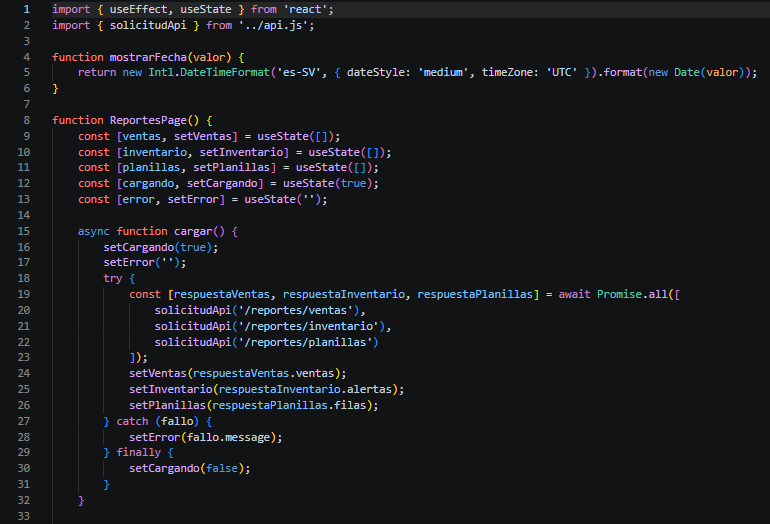 1 import { useEffect, useState } from 'react';
2 import { solicitudApi } from '../api.js';
3
4 function mostrarFecha(valor) {
5     return new Intl.DateTimeFormat('es-SV', { dateStyle: 'medium', timeZone: 'UTC' }).format(new Date(valor));
6 }
7
8 function ReportesPage() {
9     const [ventas, setVentas] = useState([]);
10     const [inventario, setInventario] = useState([]);
11     const [planillas, setPlanillas] = useState([]);
12     const [cargando, setCargando] = useState(true);
13     const [error, setError] = useState('');
14
15     async function cargar() {
16         setCargando(true);
17         setError('');
18         try {
19             const [respuestaVentas, respuestaInventario, respuestaPlanillas] = await Promise.all([
20                 solicitudApi('/reportes/ventas'),
21                 solicitudApi('/reportes/inventario'),
22                 solicitudApi('/reportes/planillas')
23             ]);
24             setVentas(respuestaVentas.ventas);
25             setInventario(respuestaInventario.alertas);
26             setPlanillas(respuestaPlanillas.filas);
27         } catch (fallo) {
28             setError(fallo.message);
29         } finally {
30             setCargando(false);
31         }
32     }
33